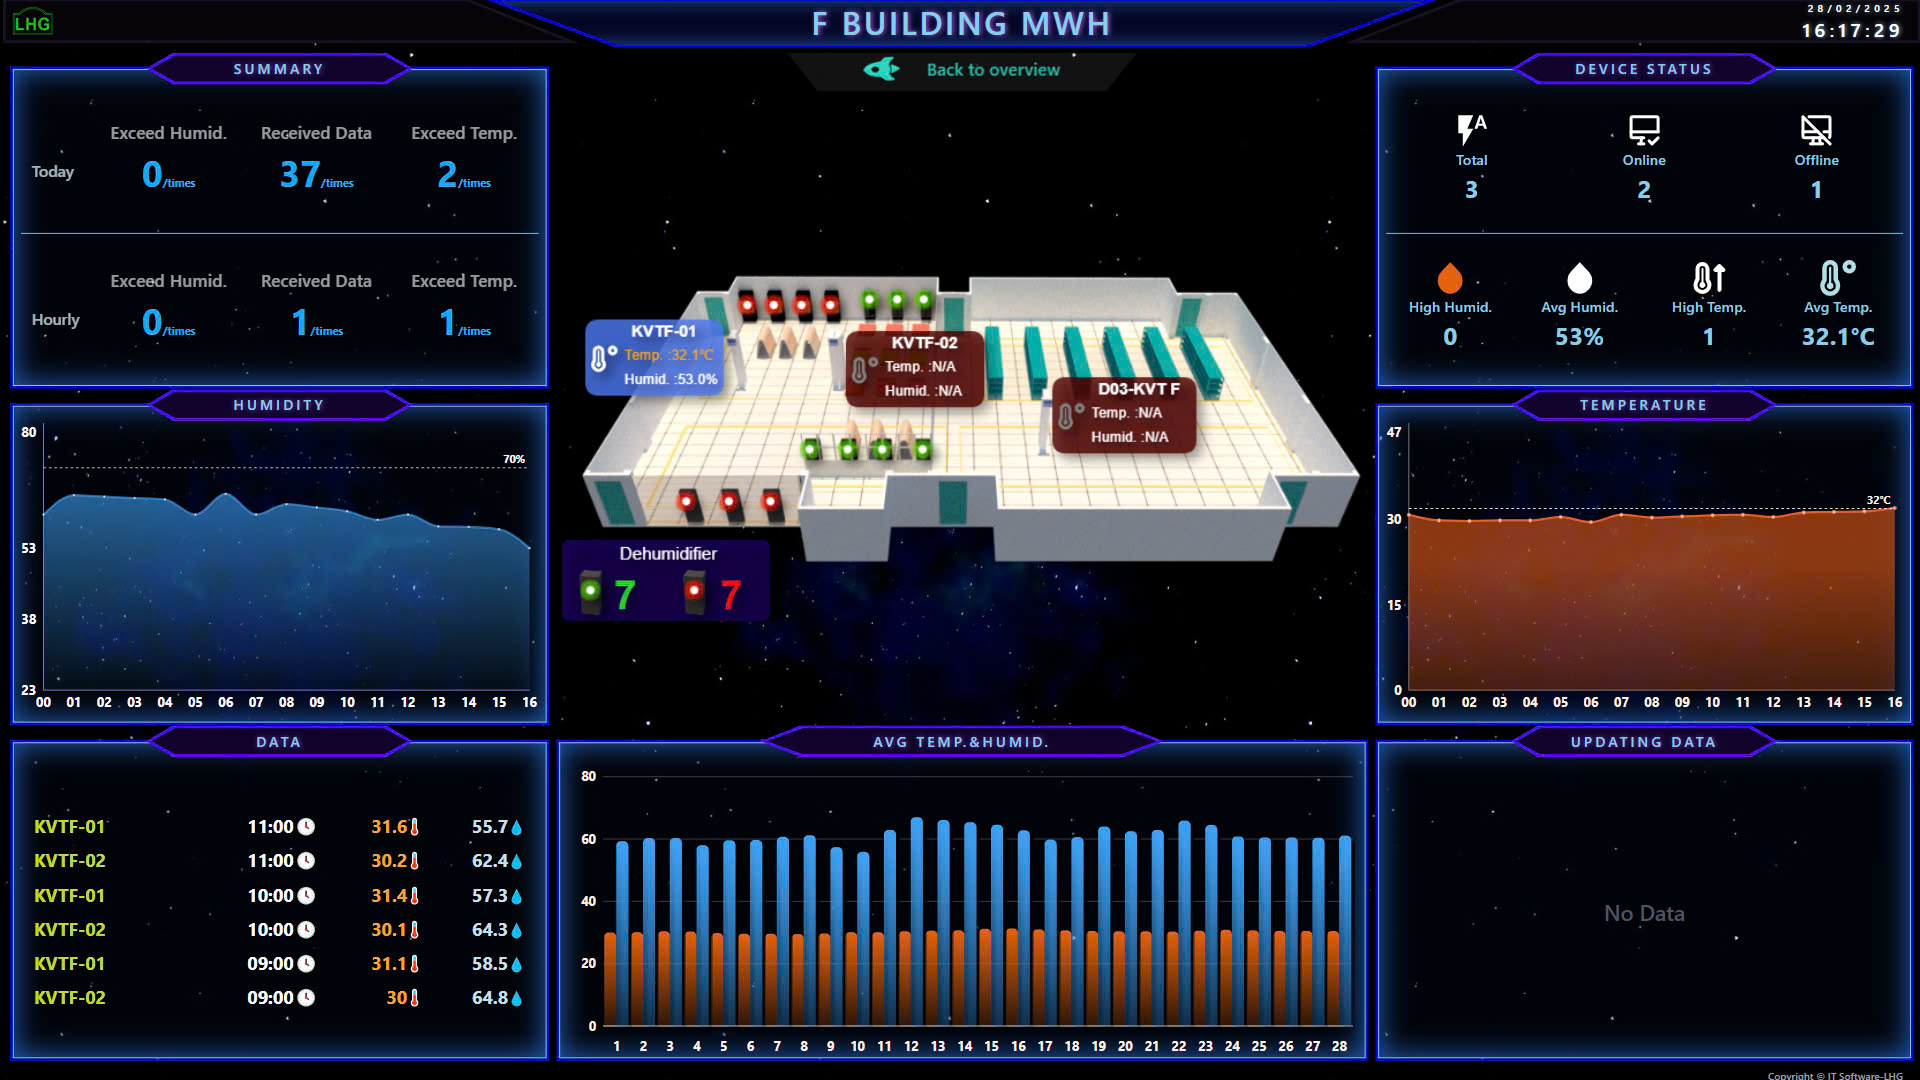 LHG
F BUILDING MWH
28/02/2025
16:17:29
Back to overview
SUMMARY
Exceed Humid. Received Data Exceed Temp.
Today 0/times 37/times 2/times
Exceed Humid. Received Data Exceed Temp.
Hourly 0/times 1/times 1/times
DEVICE STATUS
Total Online Offline
3 2 1
High Humid. Avg Humid. High Temp. Avg Temp.
0 53% 1 32.1°C
KVTF-01
Temp. :32.1°C
Humid. :53.0%
KVTF-02
Temp. :N/A
Humid. :N/A
D03-KVT F
Temp. :N/A
Humid. :N/A
Dehumidifier
7 7
HUMIDITY
80
70%
53
38
23
00 01 02 03 04 05 06 07 08 09 10 11 12 13 14 15 16
TEMPERATURE
47
32°C
30
15
0
00 01 02 03 04 05 06 07 08 09 10 11 12 13 14 15 16
DATA
KVTF-01 11:00 31.6 55.7
KVTF-02 11:00 30.2 62.4
KVTF-01 10:00 31.4 57.3
KVTF-02 10:00 30.1 64.3
KVTF-01 09:00 31.1 58.5
KVTF-02 09:00 30 64.8
AVG TEMP.&HUMID.
80
60
40
20
0
1 2 3 4 5 6 7 8 9 10 11 12 13 14 15 16 17 18 19 20 21 22 23 24 25 26 27 28
UPDATING DATA
No Data
Copyright © IT Software-LHG